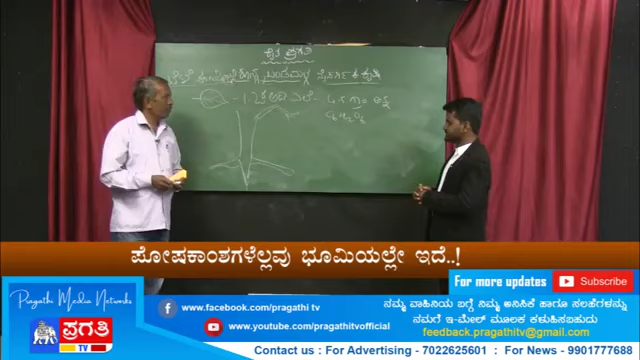 ರೈತ ಪ್ರಗತಿ
ನೈಸರ್ಗಿಕ ಕೃಷಿ
ಪೋಷಕಾಂಶಗಳೆಲ್ಲವು ಭೂಮಿಯಲ್ಲೇ ಇದೆ..!
For more updates Subscribe
Pragathi Media Networks
ಪ್ರಗತಿ
TV
www.facebook.com/pragathi tv
www.youtube.com/pragathitvofficial
ನಮ್ಮ ವಾಹಿನಿಯ ಬಗ್ಗೆ ನಿಮ್ಮ ಅನಿಸಿಕೆ ಹಾಗೂ ಸಲಹೆಗಳನ್ನು
ನಮಗೆ ಇ-ಮೇಲ್ ಮೂಲಕ ಕಳುಹಿಸಬಹುದು
feedback.pragathitv@gmail.com
Contact us : For Advertising - 7022625601 : For News - 9901777688